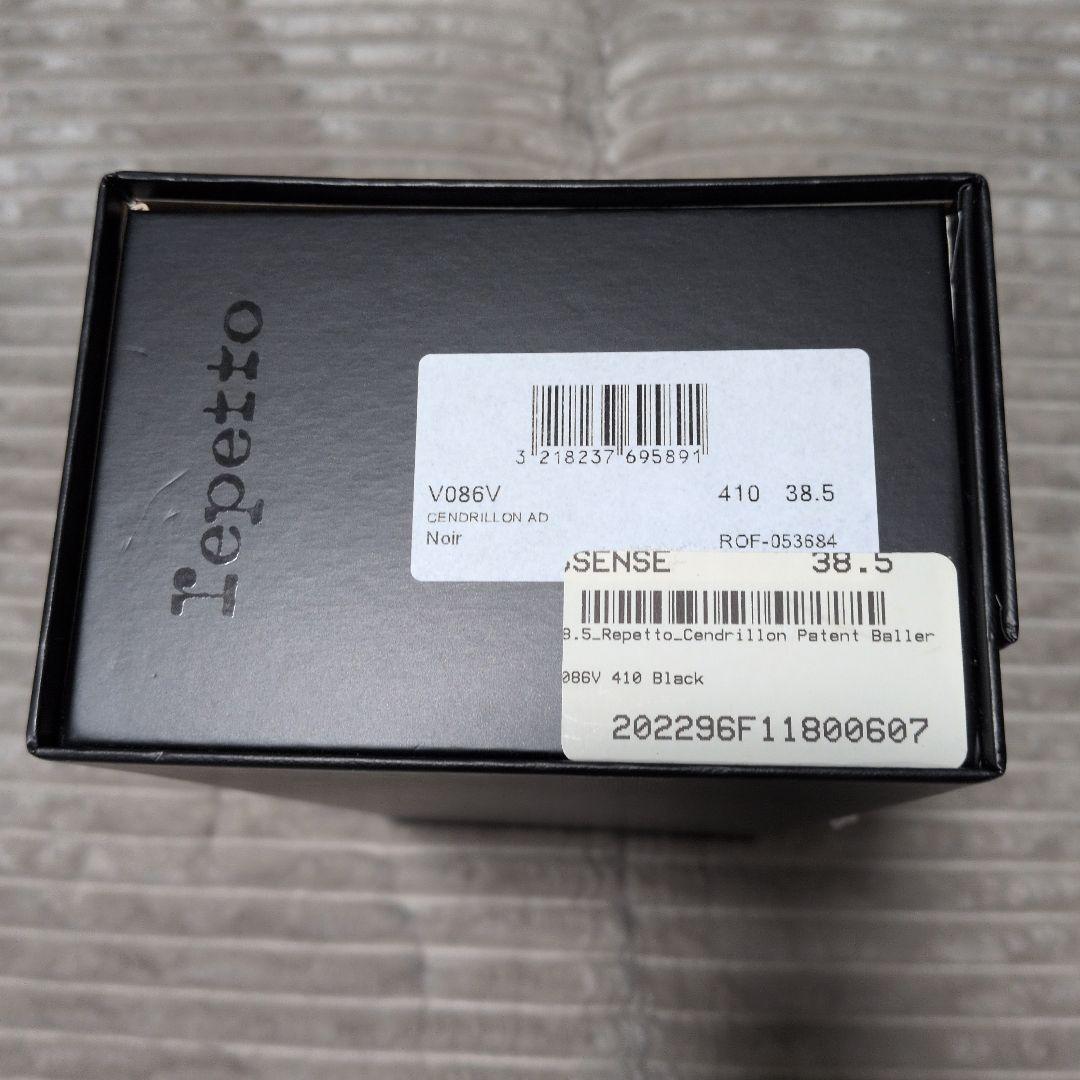 repetto
3 218237 695891
V086V 410 38.5
CENDRILLON AD
Noir ROF-053684
SSENSE 38.5
8.5_Repetto_Cendrillon Patent Baller
086V 410 Black
202296F11800607